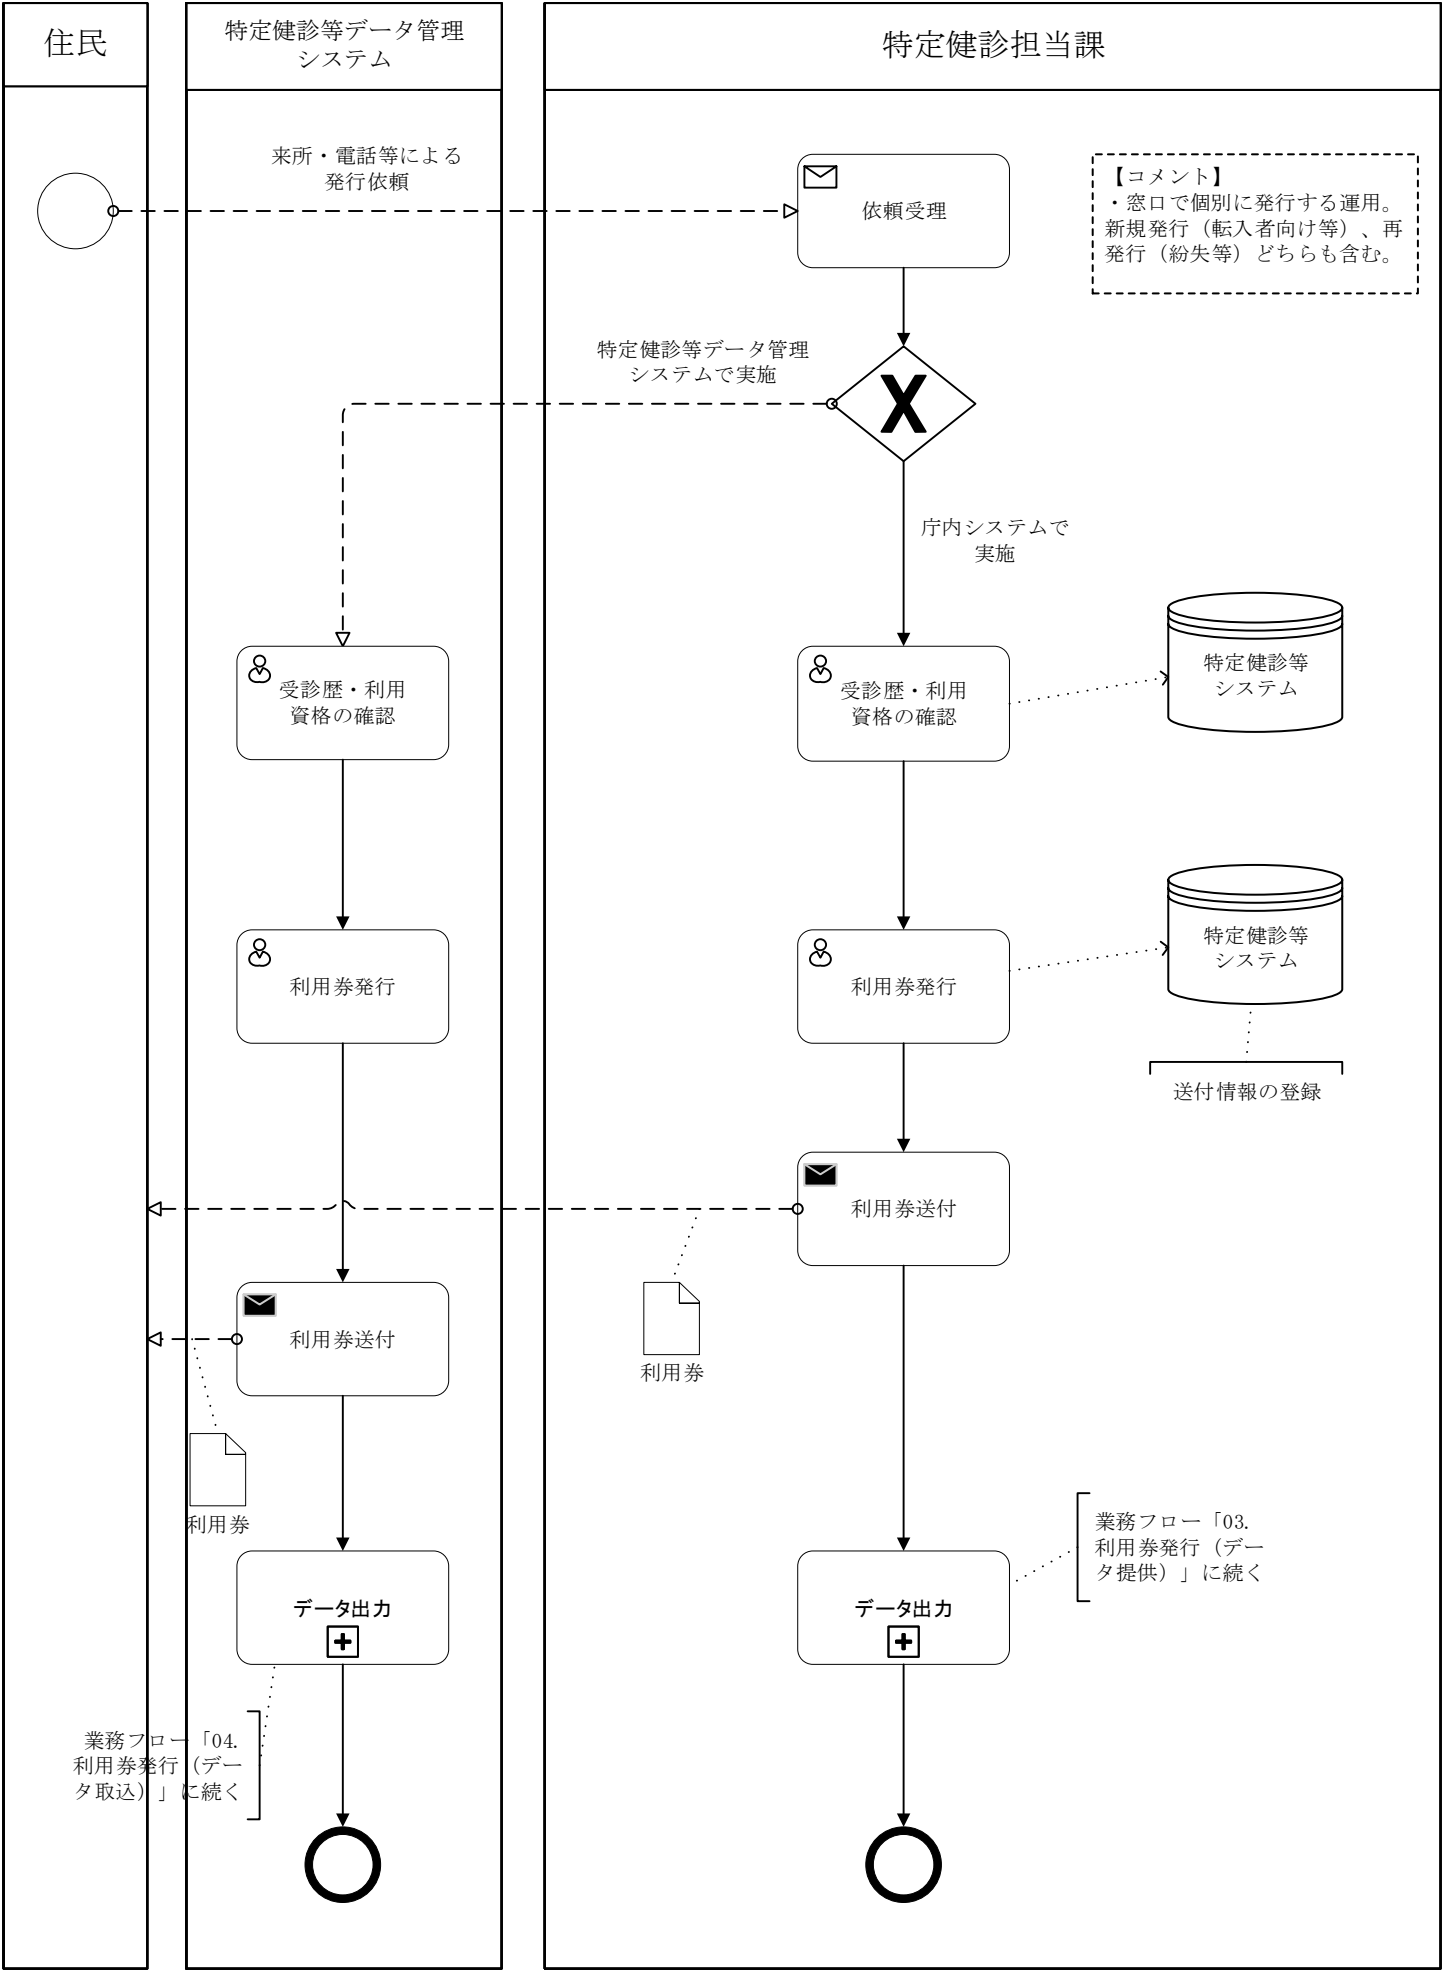 住民
特定健診等データ管理
システム
特定健診担当課
来所・電話等による
発行依頼
依頼受理
【コメント】
・窓口で個別に発行する運用。
新規発行（転入者向け等）、再
発行（紛失等）どちらも含む。
特定健診等データ管理
システムで実施
X
庁内システムで
実施
受診歴・利用
資格の確認
受診歴・利用
資格の確認
特定健診等
システム
利用券発行
利用券発行
特定健診等
システム
送付情報の登録
利用券送付
利用券
利用券送付
利用券
業務フロー「03.
利用券発行（デー
タ提供）」に続く
データ出力
データ出力
業務フロー「04.
利用券発行（デー
タ取込）」に続く